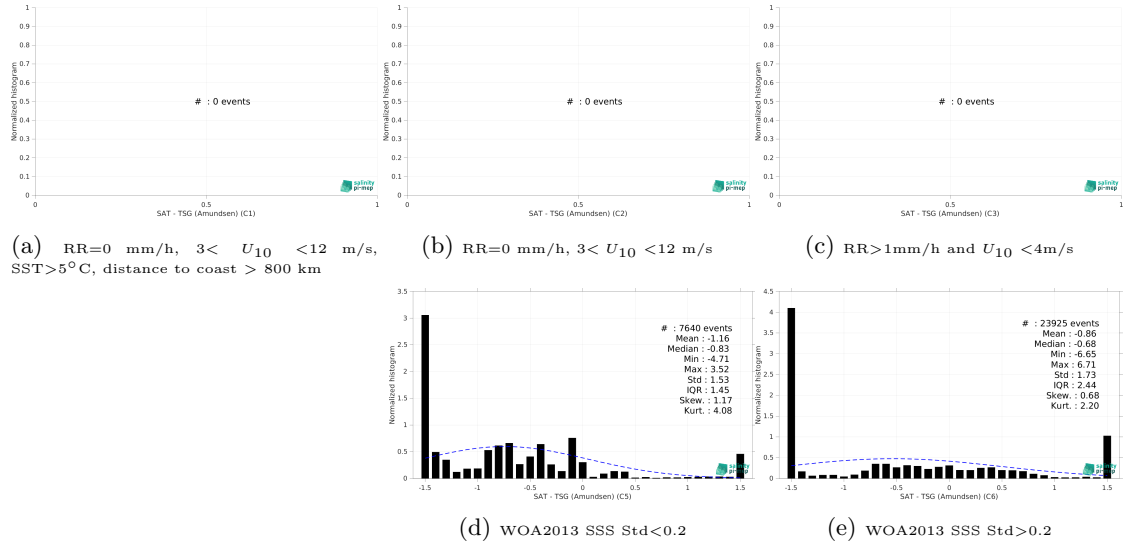 Normalized histogram
1
0.9
0.8
0.7
0.6
0.5
0.4
0.3
0.2
0.1
0
# : 0 events
salinity
pi-mep
0 0.5 1
SAT - TSG (Amundsen) (C1)
(a) RR=0 mm/h, 3< U10 <12 m/s,
SST>5°C, distance to coast > 800 km
Normalized histogram
1
0.9
0.8
0.7
0.6
0.5
0.4
0.3
0.2
0.1
0
# : 0 events
salinity
pi-mep
0 0.5 1
SAT - TSG (Amundsen) (C2)
(b) RR=0 mm/h, 3< U10 <12 m/s
Normalized histogram
1
0.9
0.8
0.7
0.6
0.5
0.4
0.3
0.2
0.1
0
# : 0 events
salinity
pi-mep
0 0.5 1
SAT - TSG (Amundsen) (C3)
(c) RR>1mm/h and U10 <4m/s
Normalized histogram
3.5
3
2.5
2
1.5
1
0.5
0
# : 7640 events
Mean : -1.16
Median : -0.83
Min : -4.71
Max : 3.52
Std : 1.53
IQR : 1.45
Skew. : 1.17
Kurt. : 4.08
salinity
pi-mep
-1.5 -1 -0.5 0 0.5 1 1.5
SAT - TSG (Amundsen) (C5)
(d) WOA2013 SSS Std<0.2
Normalized histogram
4.5
4
3.5
3
2.5
2
1.5
1
0.5
0
# : 23925 events
Mean : -0.86
Median : -0.68
Min : -6.65
Max : 6.71
Std : 1.73
IQR : 2.44
Skew. : 0.68
Kurt. : 2.20
salinity
pi-mep
-1.5 -1 -0.5 0 0.5 1 1.5
SAT - TSG (Amundsen) (C6)
(e) WOA2013 SSS Std>0.2